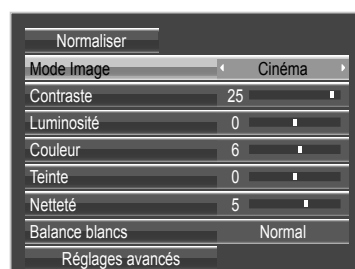 Normaliser
Mode Image Cinéma
Contraste 25
Luminosité 0
Couleur 6
Teinte 0
Netteté 5
Balance blancs Normal
Réglages avancés